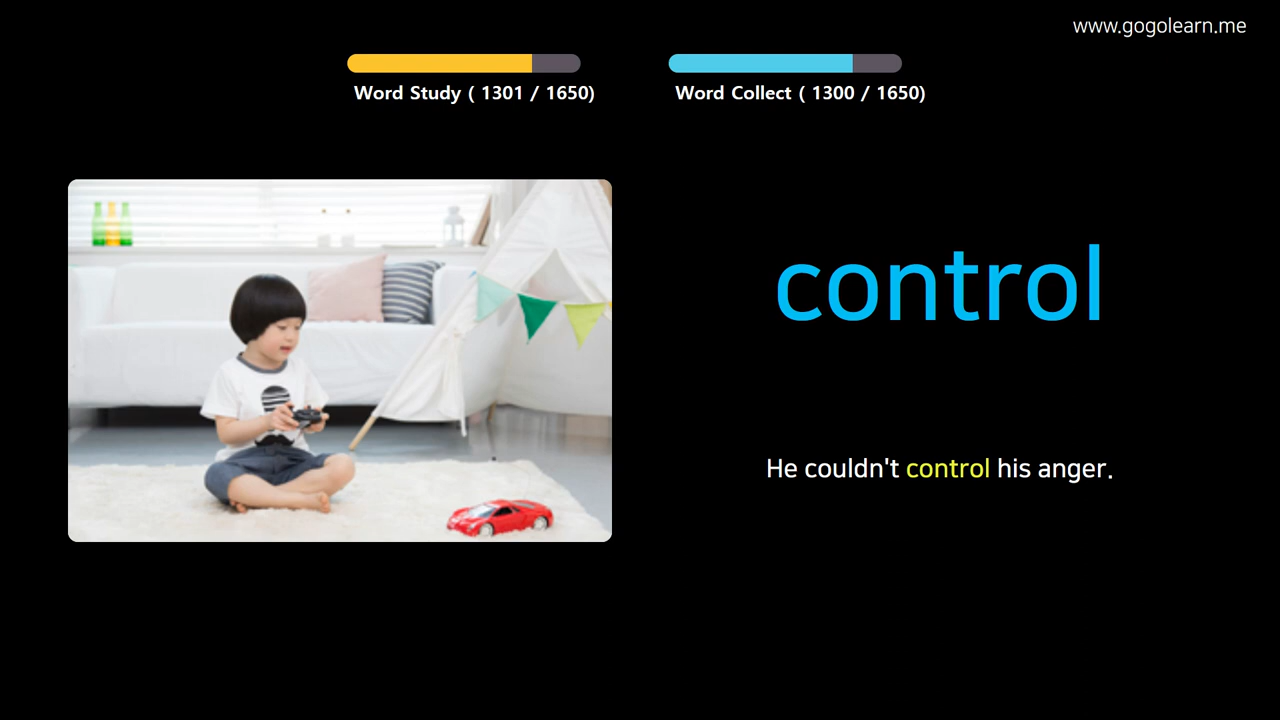 www.gogolearn.me
Word Study ( 1301 / 1650)
Word Collect ( 1300 / 1650)
control
He couldn't control his anger.